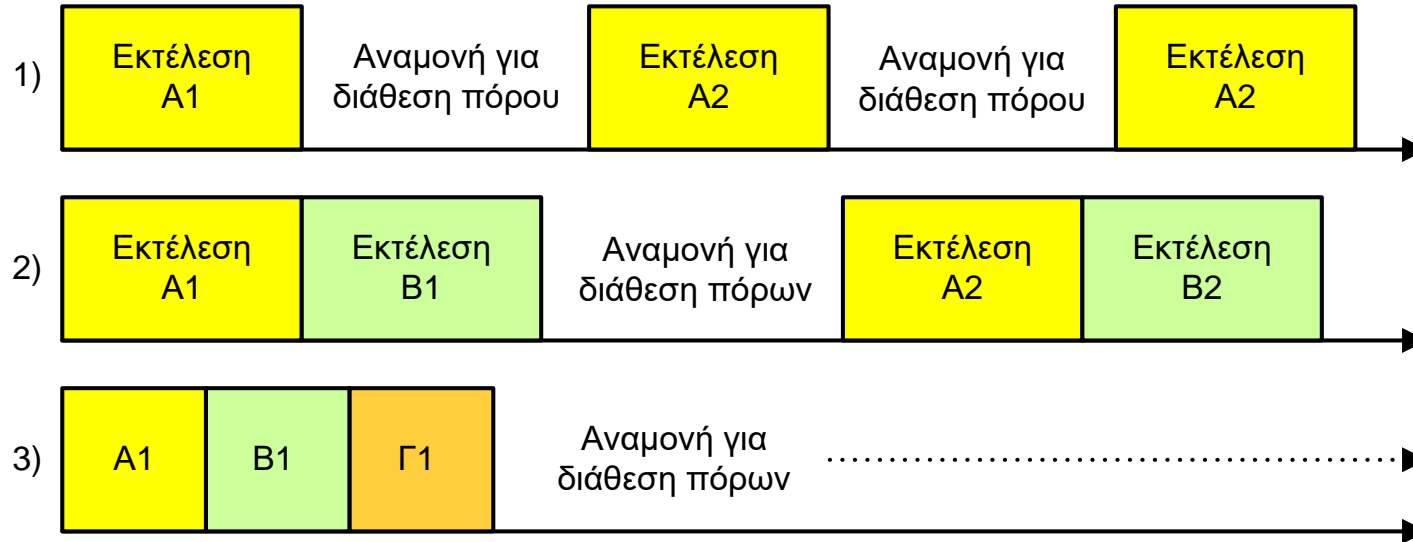 1)
Εκτέλεση
Α1
Αναμονή για
διάθεση πόρου
Εκτέλεση
Α2
Αναμονή για
διάθεση πόρου
Εκτέλεση
Α2
2)
Εκτέλεση
Α1
Εκτέλεση
Β1
Αναμονή για
διάθεση πόρων
Εκτέλεση
Α2
Εκτέλεση
Β2
3)
Α1
Β1
Γ1
Αναμονή για
διάθεση πόρων